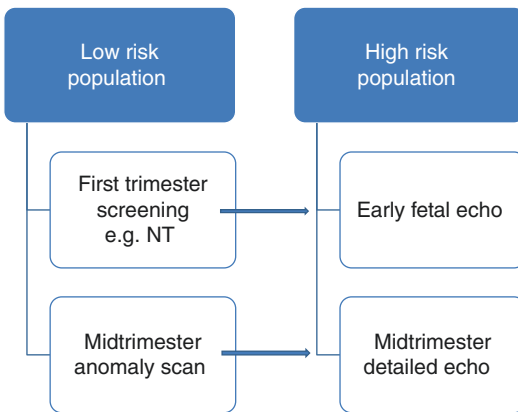 Low risk
population
High risk
population
First trimester
screening
e.g. NT
Early fetal echo
Midtrimester
anomaly scan
Midtrimester
detailed echo